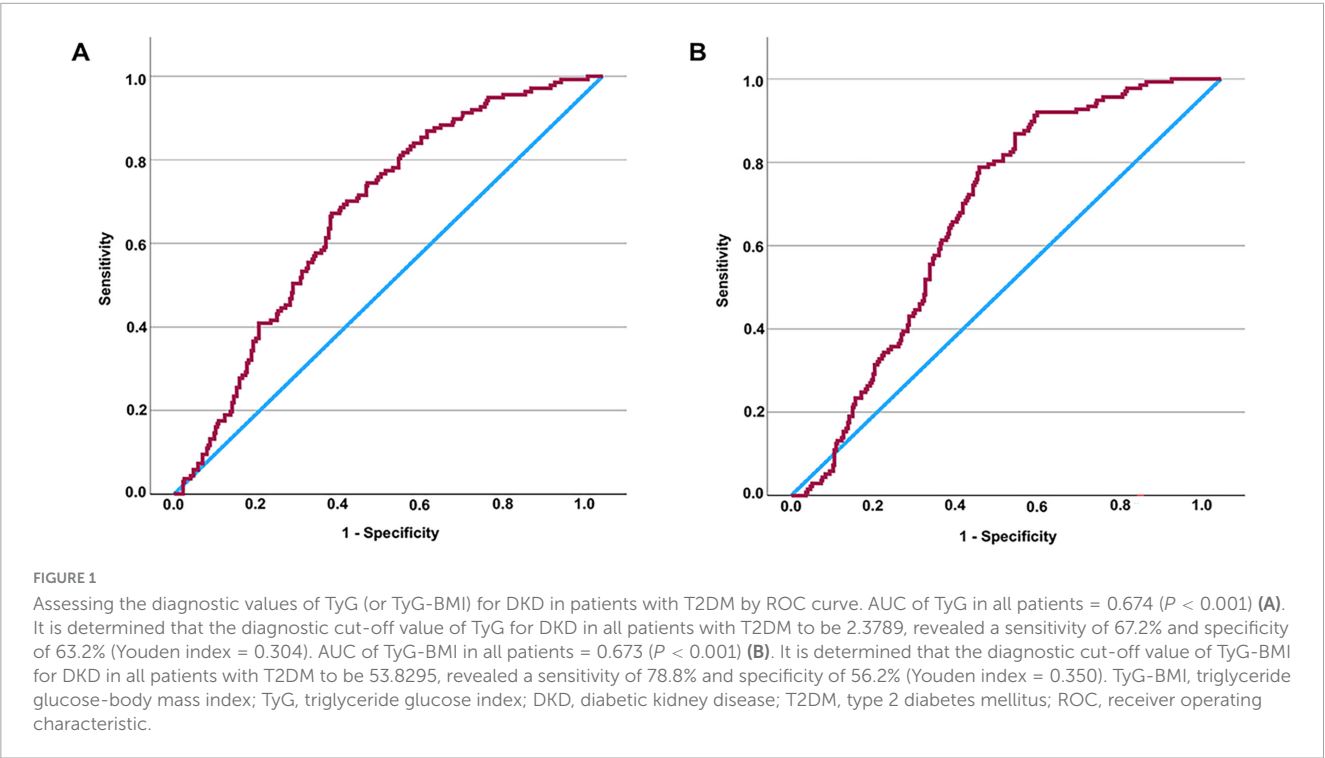 A
1.0
0.8
0.6
0.4
0.2
0.0
Sensitivity
0.0 0.2 0.4 0.6 0.8 1.0
1 - Specificity
B
1.0
0.8
0.6
0.4
0.2
0.0
Sensitivity
0.0 0.2 0.4 0.6 0.8 1.0
1 - Specificity
FIGURE 1
Assessing the diagnostic values of TyG (or TyG-BMI) for DKD in patients with T2DM by ROC curve. AUC of TyG in all patients = 0.674 (P < 0.001) (A).
It is determined that the diagnostic cut-off value of TyG for DKD in all patients with T2DM to be 2.3789, revealed a sensitivity of 67.2% and specificity
of 63.2% (Youden index = 0.304). AUC of TyG-BMI in all patients = 0.673 (P < 0.001) (B). It is determined that the diagnostic cut-off value of TyG-BMI
for DKD in all patients with T2DM to be 53.8295, revealed a sensitivity of 78.8% and specificity of 56.2% (Youden index = 0.350). TyG-BMI, triglyceride
glucose-body mass index; TyG, triglyceride glucose index; DKD, diabetic kidney disease; T2DM, type 2 diabetes mellitus; ROC, receiver operating
characteristic.